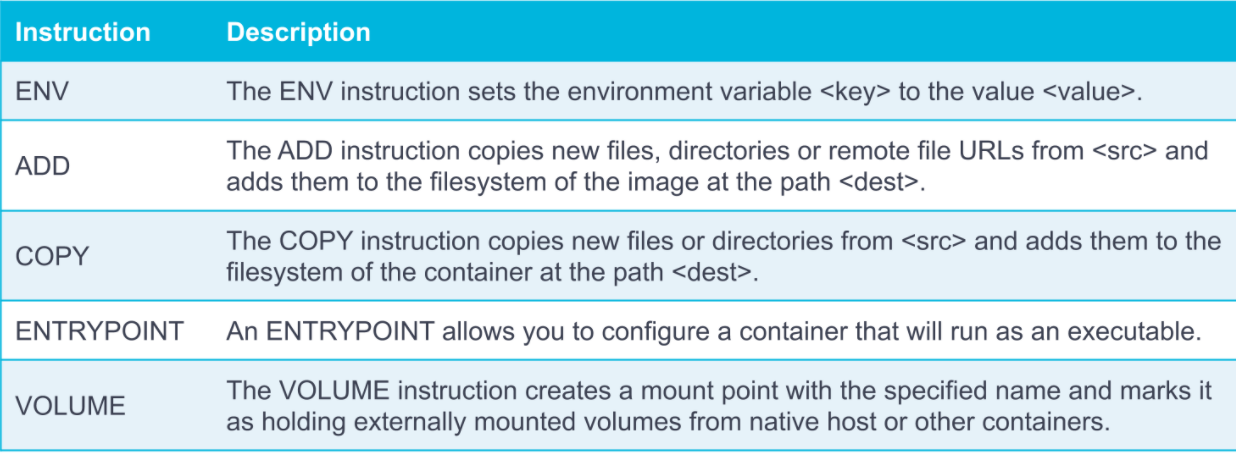 Instruction Description
ENV The ENV instruction sets the environment variable <key> to the value <value>.
ADD The ADD instruction copies new files, directories or remote file URLs from <src> and
adds them to the filesystem of the image at the path <dest>.
COPY The COPY instruction copies new files or directories from <src> and adds them to the
filesystem of the container at the path <dest>.
ENTRYPOINT An ENTRYPOINT allows you to configure a container that will run as an executable.
VOLUME The VOLUME instruction creates a mount point with the specified name and marks it
as holding externally mounted volumes from native host or other containers.